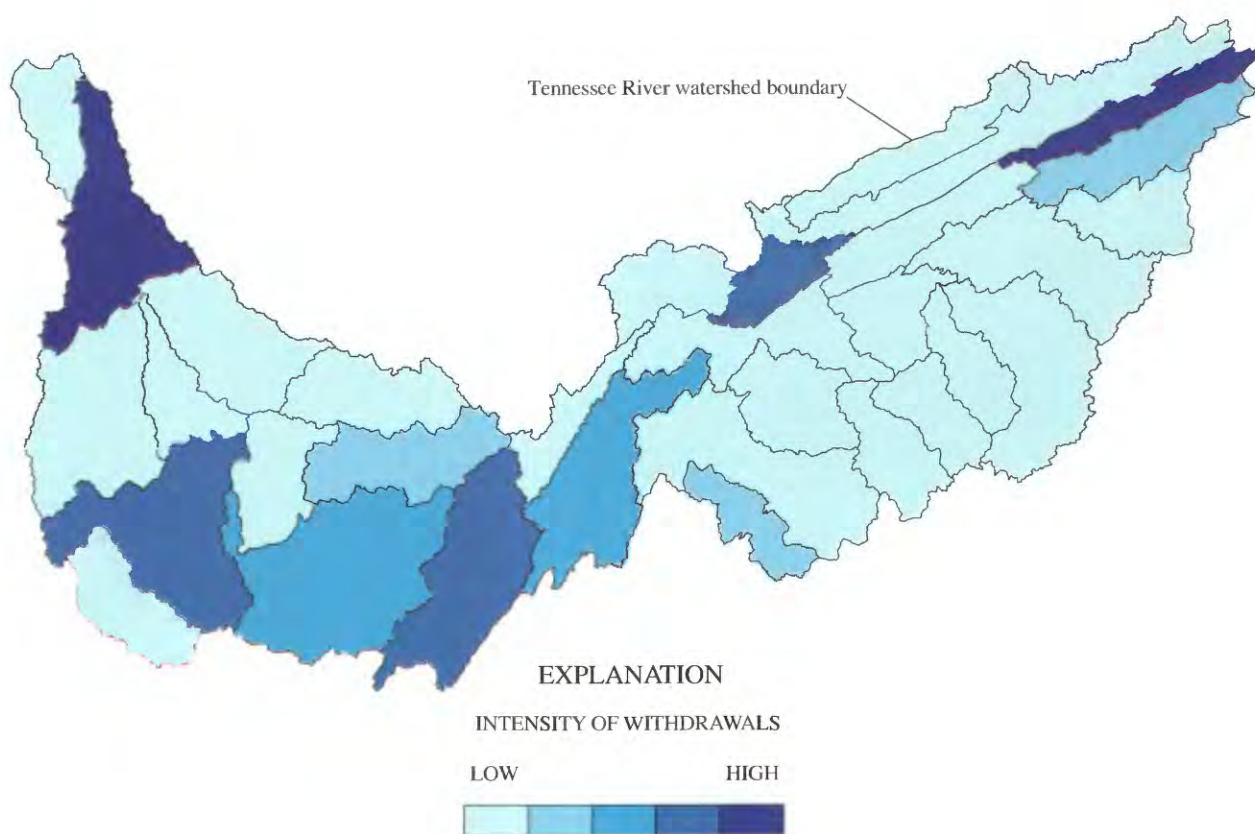 Tennessee River watershed boundary
EXPLANATION
INTENSITY OF WITHDRAWALS
LOW HIGH